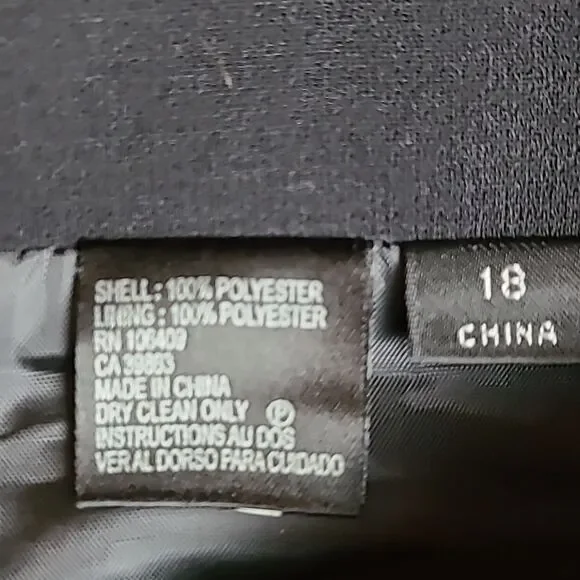 SHELL: 100% POLYESTER
LINING: 100% POLYESTER
RN 106409
CA 39653
MADE IN CHINA
DRY CLEAN ONLY Ⓟ
INSTRUCTIONS AU DOS
VER AL DORSO PARA CUIDADO
18
CHINA